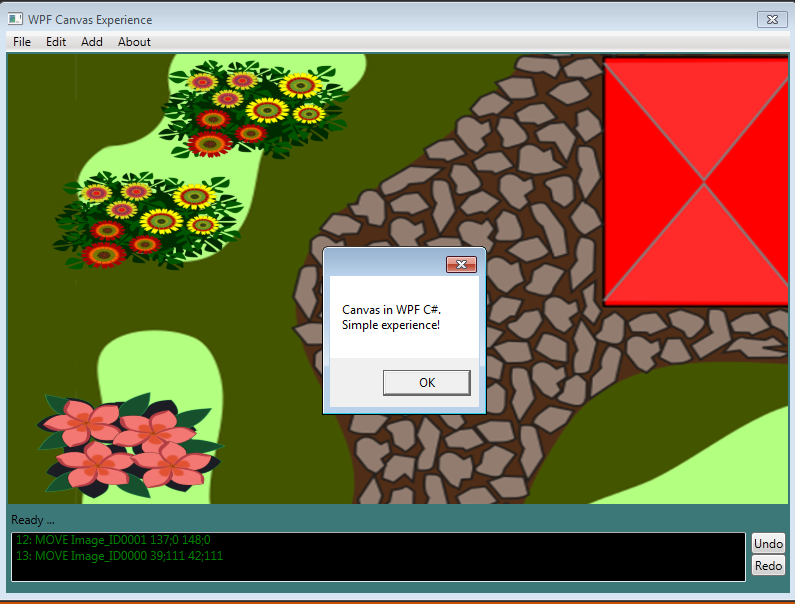 WPF Canvas Experience
File Edit Add About
Canvas in WPF C#.
Simple experience!
OK
Ready ...
12: MOVE Image_ID0001 137;0 148;0
13: MOVE Image_ID0000 39;111 42;111
Undo
Redo